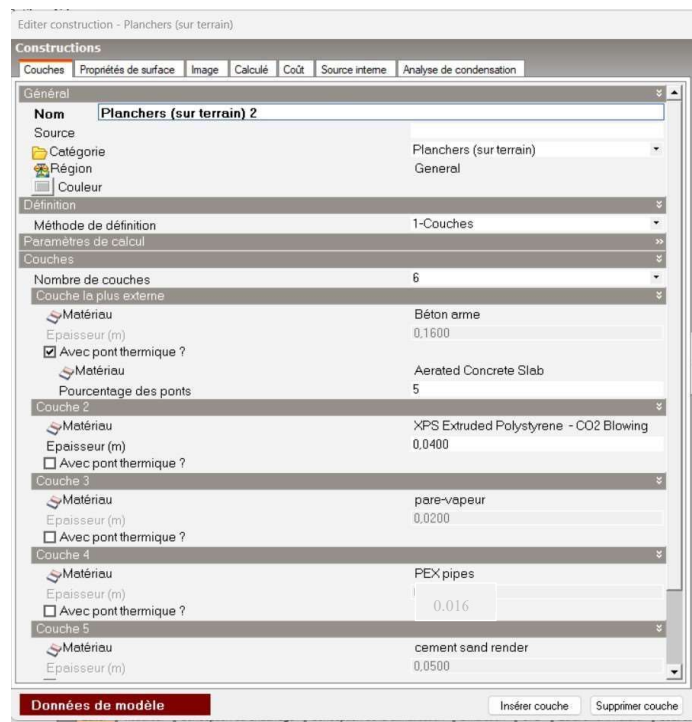 Editer construction - Planchers (sur terrain)
Constructions
Couches Propriétés de surface Image Calculé Coût Source interne Analyse de condensation
Général
Nom Planchers (sur terrain) 2
Source
Catégorie Planchers (sur terrain)
Région General
Couleur
Définition
Méthode de définition 1-Couches
Paramètres de calcul
Couches
Nombre de couches 6
Couche la plus externe
Matériau Béton arme
Epaisseur (m) 0,1600
Avec pont thermique ?
Matériau Aerated Concrete Slab
Pourcentage des ponts 5
Couche 2
Matériau XPS Extruded Polystyrene - CO2 Blowing
Epaisseur (m) 0,0400
Avec pont thermique ?
Couche 3
Matériau pare-vapeur
Epaisseur (m) 0,0200
Avec pont thermique ?
Couche 4
Matériau PEX pipes
Epaisseur (m) 0.016
Avec pont thermique ?
Couche 5
Matériau cement sand render
Epaisseur (m) 0,0500
Données de modèle Insérer couche Supprimer couche